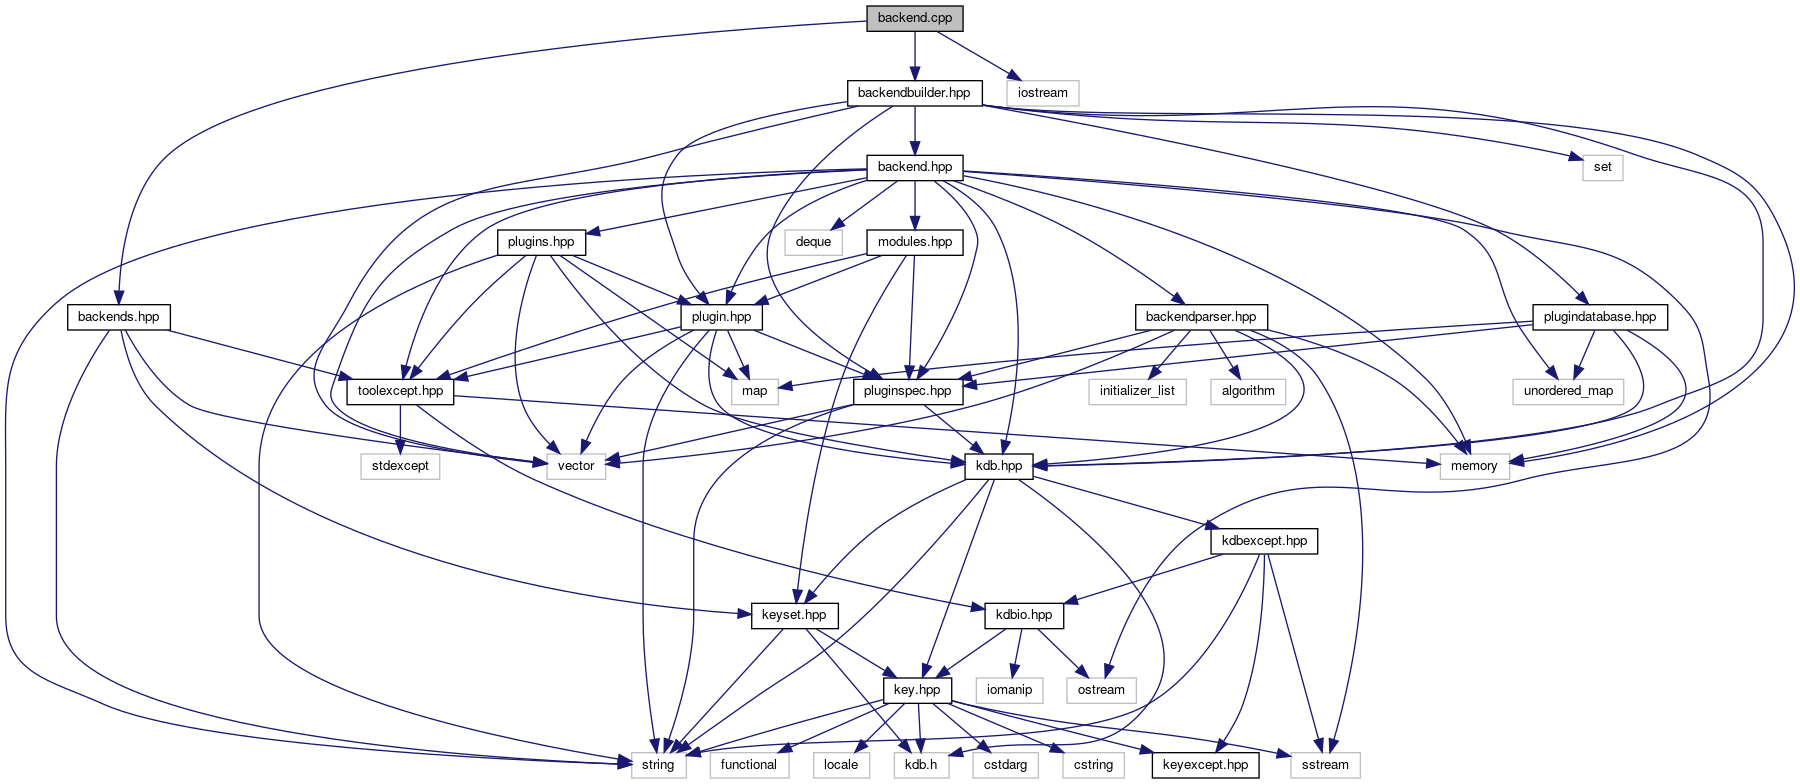 backend.cpp
backendbuilder.hpp
iostream
backend.hpp
set
plugins.hpp
deque
modules.hpp
backends.hpp
plugin.hpp
backendparser.hpp
plugindatabase.hpp
toolexcept.hpp
map
pluginspec.hpp
initializer_list
algorithm
unordered_map
stdexcept
vector
kdb.hpp
memory
kdbexcept.hpp
keyset.hpp
kdbio.hpp
key.hpp
iomanip
ostream
string
functional
locale
kdb.h
cstdarg
cstring
keyexcept.hpp
sstream